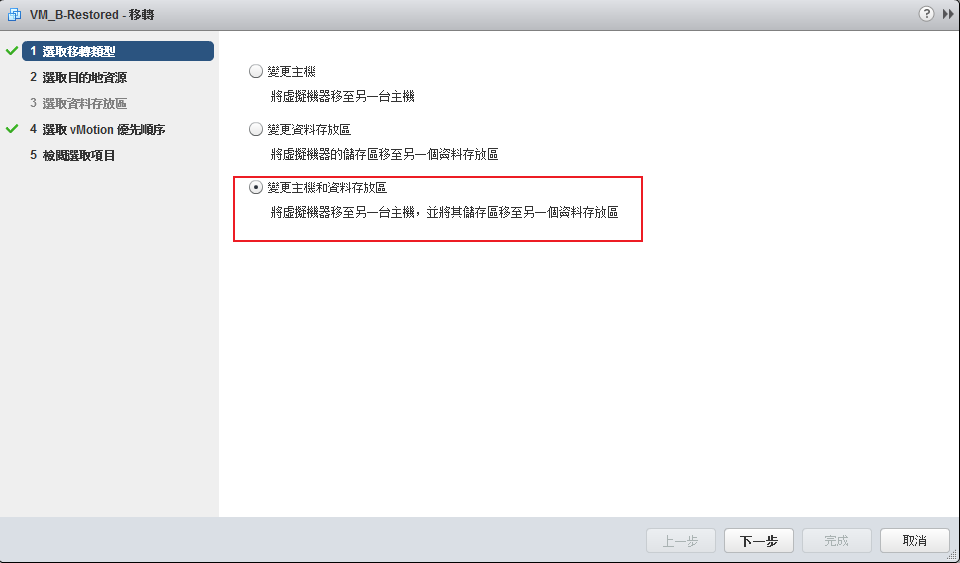 VM_B-Restored - 移轉
?
1 選取移轉類型
2 選取目的地資源
3 選取資料存放區
4 選取 vMotion 優先順序
5 檢閱選取項目
變更主機
將虛擬機器移至另一台主機
變更資料存放區
將虛擬機器的儲存區移至另一個資料存放區
變更主機和資料存放區
將虛擬機器移至另一台主機，並將其儲存區移至另一個資料存放區
上一步 下一步 完成 取消